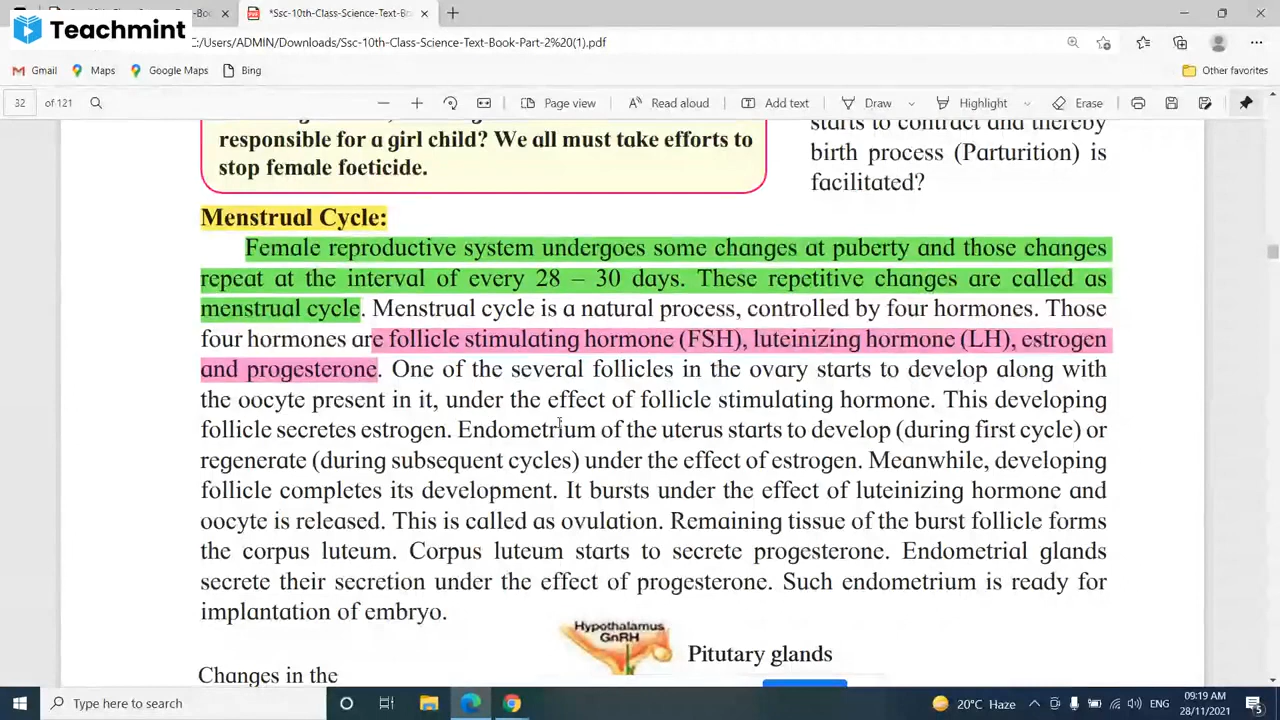 -Bo
*Ssc-10th-Class-Science-Text-Bo
Teachmint
:/Users/ADMIN/Downloads/Ssc-10th-Class-Science-Text-Book-Part-2%20(1).pdf
Gmail Maps Google Maps Bing Other favorites
32 of 121 Page view Read aloud Add text Draw Highlight Erase
responsible for a girl child? We all must take efforts to
stop female foeticide.
starts to contract and thereby
birth process (Parturition) is
facilitated?
Menstrual Cycle:
Female reproductive system undergoes some changes at puberty and those changes
repeat at the interval of every 28 – 30 days. These repetitive changes are called as
menstrual cycle. Menstrual cycle is a natural process, controlled by four hormones. Those
four hormones are follicle stimulating hormone (FSH), luteinizing hormone (LH), estrogen
and progesterone. One of the several follicles in the ovary starts to develop along with
the oocyte present in it, under the effect of follicle stimulating hormone. This developing
follicle secretes estrogen. Endometrium of the uterus starts to develop (during first cycle) or
regenerate (during subsequent cycles) under the effect of estrogen. Meanwhile, developing
follicle completes its development. It bursts under the effect of luteinizing hormone and
oocyte is released. This is called as ovulation. Remaining tissue of the burst follicle forms
the corpus luteum. Corpus luteum starts to secrete progesterone. Endometrial glands
secrete their secretion under the effect of progesterone. Such endometrium is ready for
implantation of embryo.
Hypothalamus
GnRH
Pitutary glands
Changes in the
Type here to search
20°C Haze
09:19 AM
28/11/2021
5